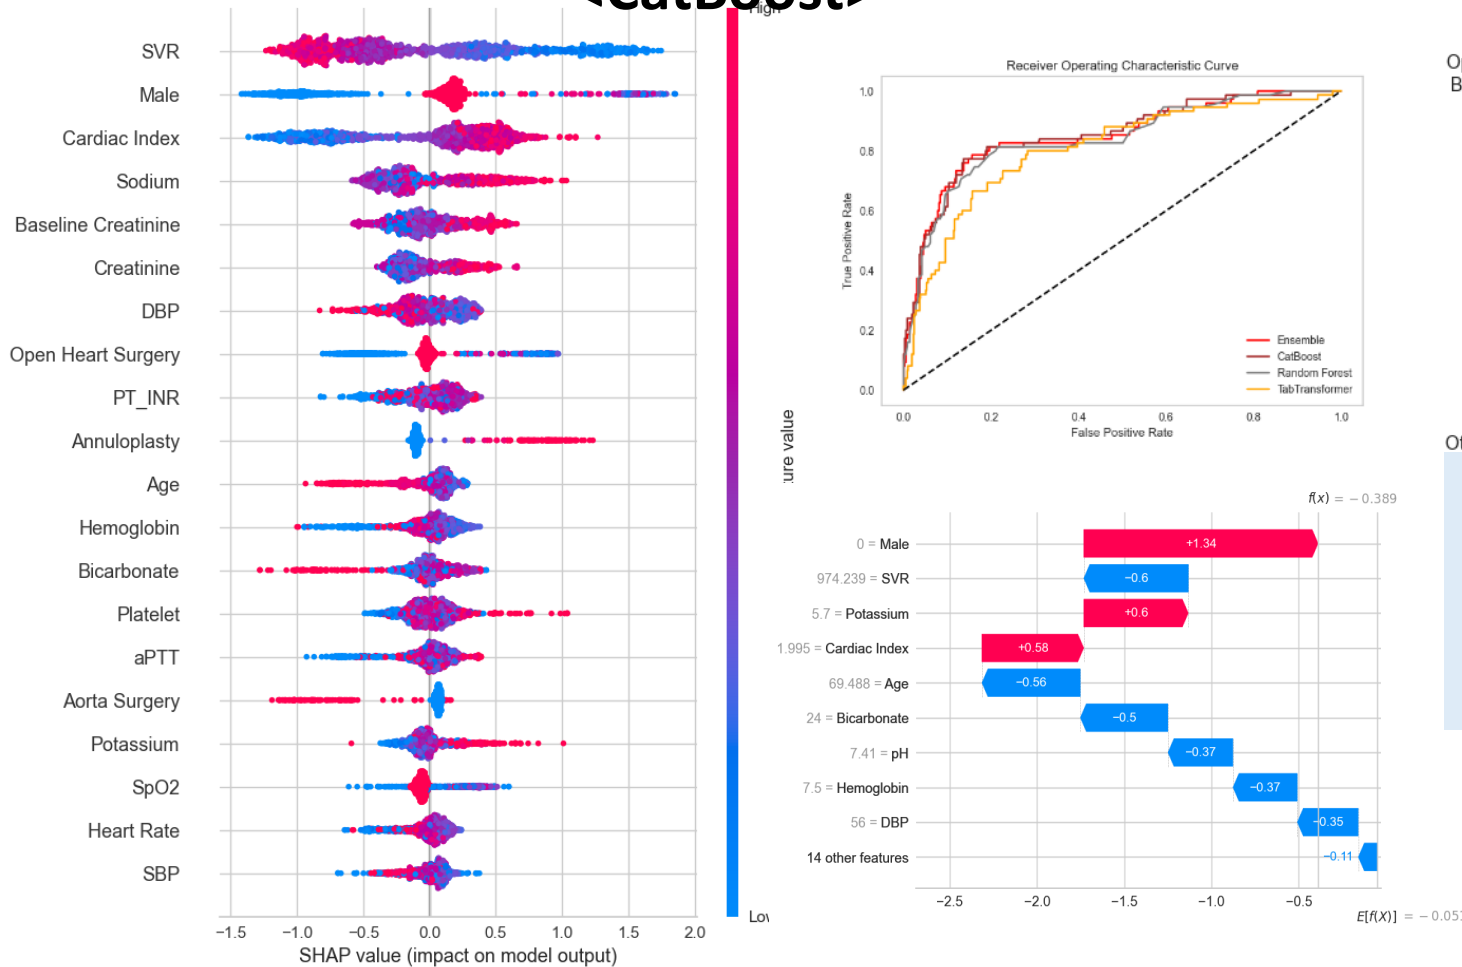 <CatBoost>
High
SVR
Male
Cardiac Index
Sodium
Baseline Creatinine
Creatinine
DBP
Open Heart Surgery
PT_INR
Annuloplasty
Age
Hemoglobin
Bicarbonate
Platelet
aPTT
Aorta Surgery
Potassium
SpO2
Heart Rate
SBP
−1.5 −1.0 −0.5 0.0 0.5 1.0 1.5 2.0
SHAP value (impact on model output)
Receiver Operating Characteristic Curve
True Positive Rate
1.0
0.8
0.6
0.4
0.2
0.0
Ensemble
CatBoost
Random Forest
TabTransformer
0.0 0.2 0.4 0.6 0.8 1.0
False Positive Rate
ure value
f(x) = −0.389
0 = Male +1.34
974.239 = SVR −0.6
5.7 = Potassium +0.6
1.995 = Cardiac Index +0.58
69.488 = Age −0.56
24 = Bicarbonate −0.5
7.41 = pH −0.37
7.5 = Hemoglobin −0.37
56 = DBP −0.35
14 other features −0.11
−2.5 −2.0 −1.5 −1.0 −0.5
E[f(X)] = −0.05
Op
B